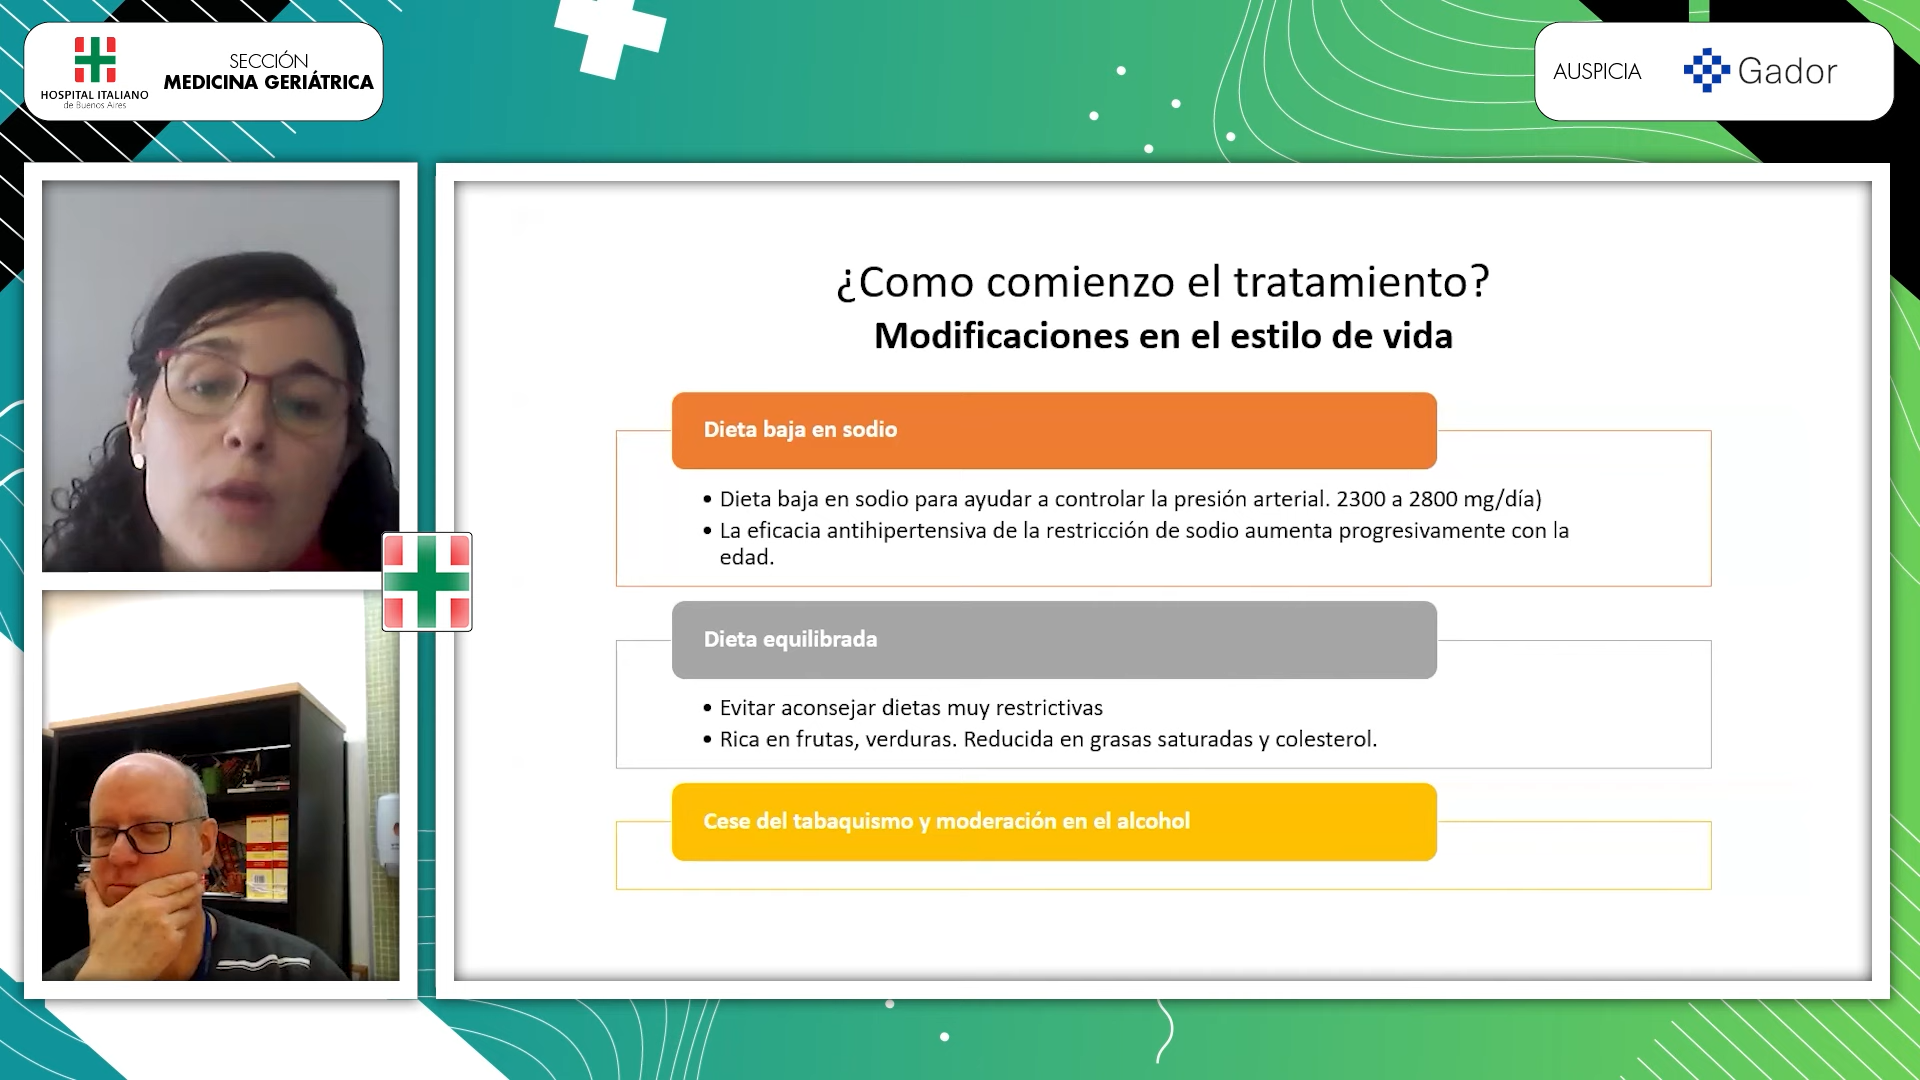 HOSPITAL ITALIANO
de Buenos Aires
SECCIÓN
MEDICINA GERIÁTRICA
AUSPICIA
Gador
¿Como comienzo el tratamiento?
Modificaciones en el estilo de vida
Dieta baja en sodio
• Dieta baja en sodio para ayudar a controlar la presión arterial. 2300 a 2800 mg/día)
• La eficacia antihipertensiva de la restricción de sodio aumenta progresivamente con la
edad.
Dieta equilibrada
• Evitar aconsejar dietas muy restrictivas
• Rica en frutas, verduras. Reducida en grasas saturadas y colesterol.
Cese del tabaquismo y moderación en el alcohol